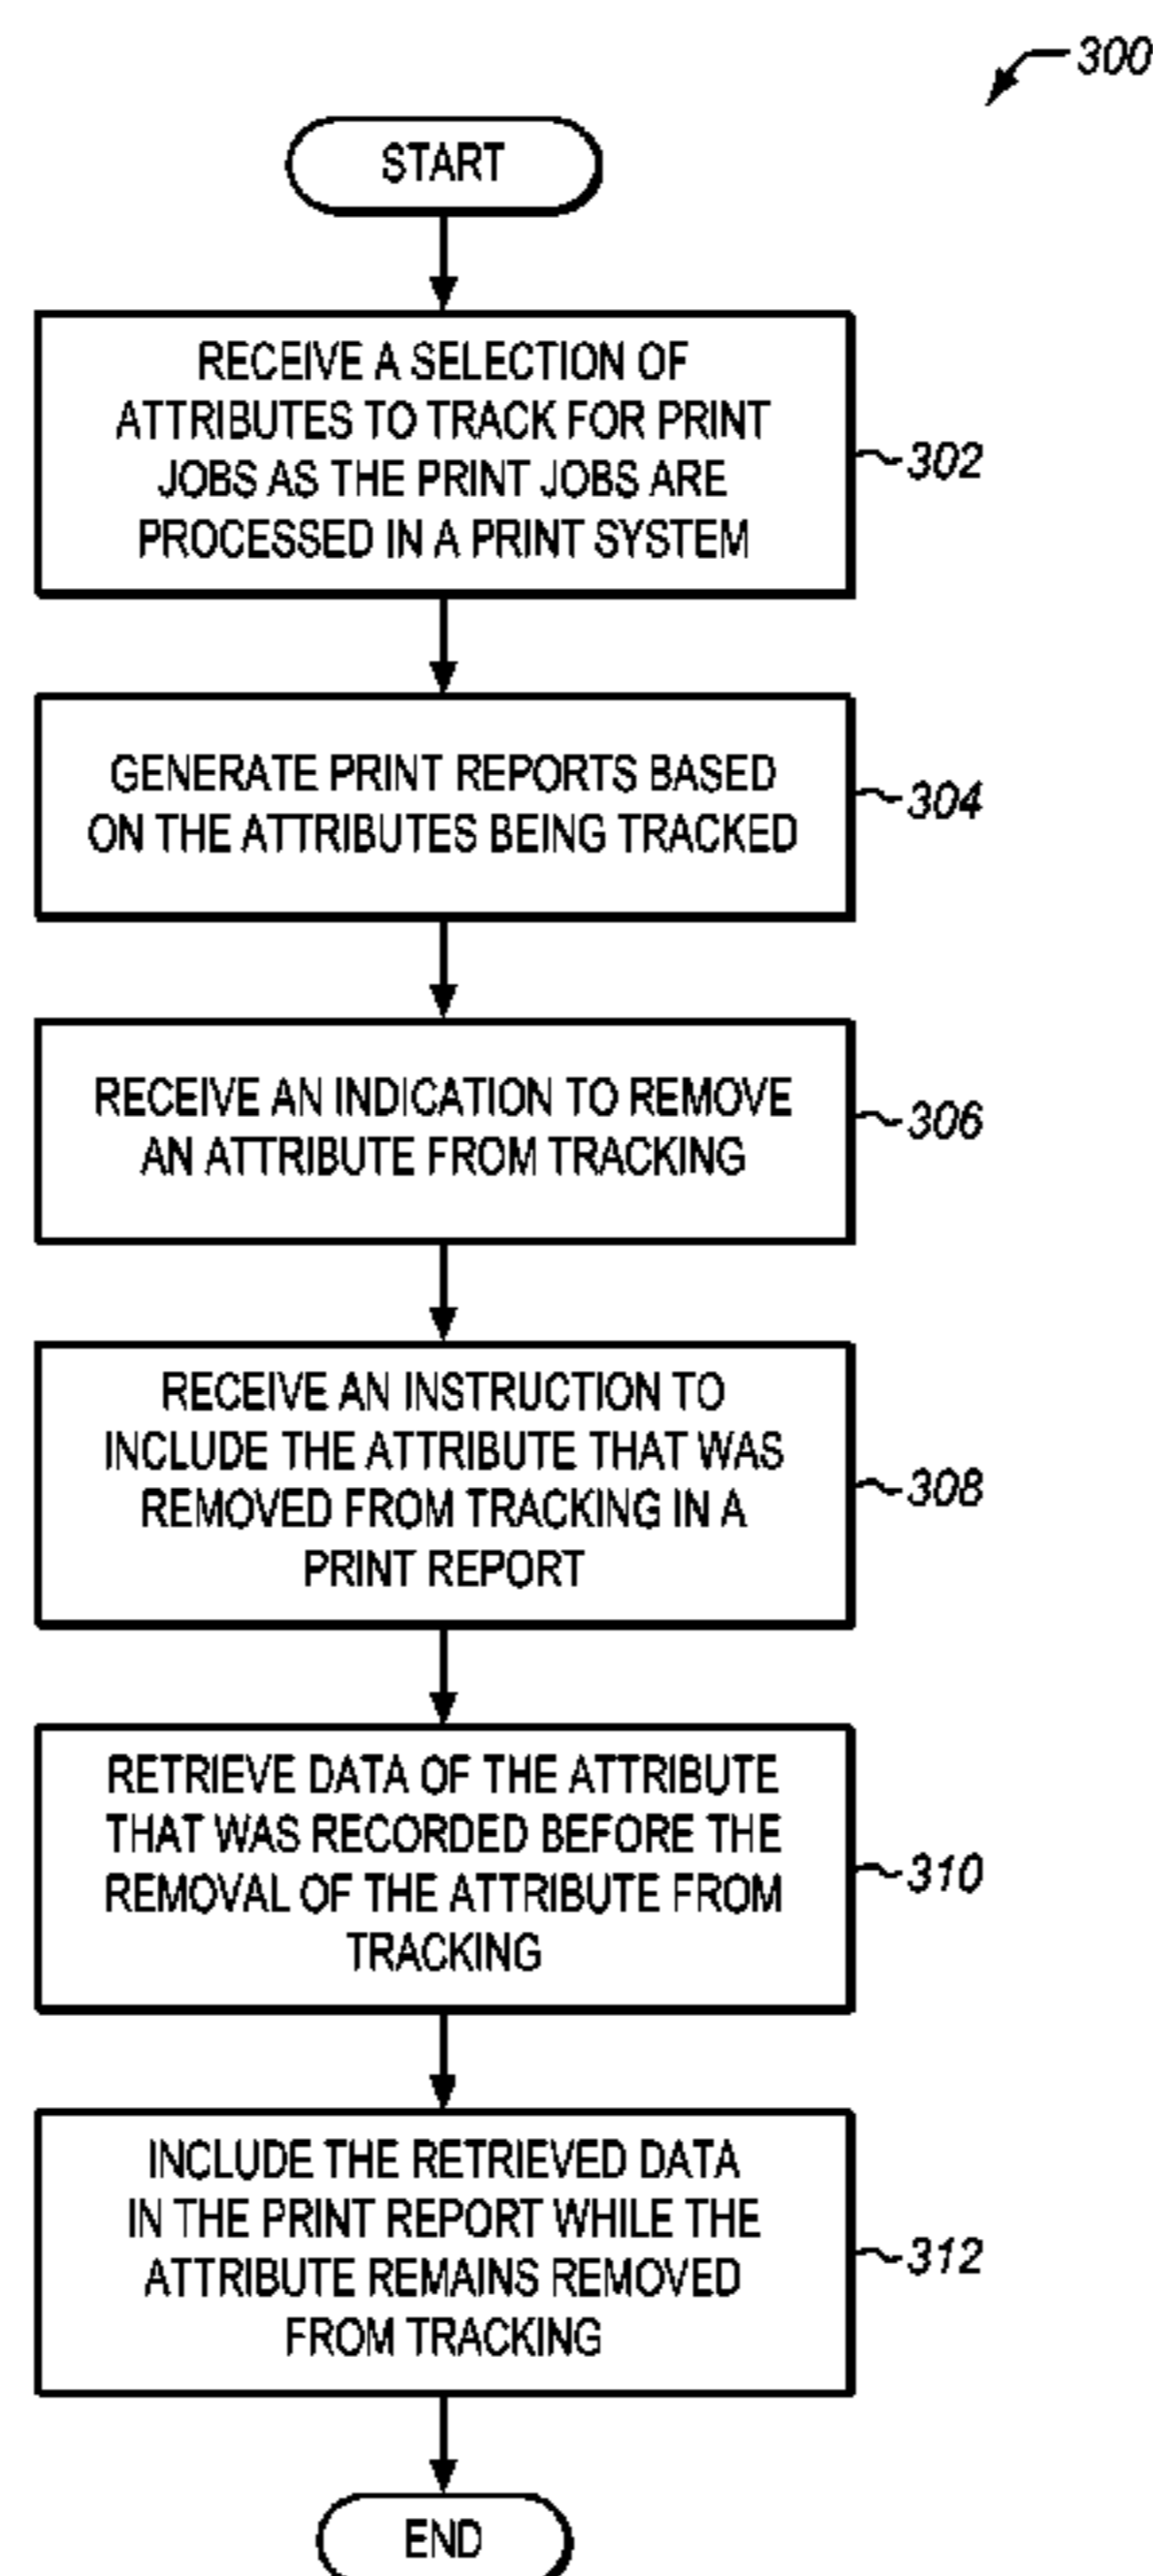 300
START
RECEIVE A SELECTION OF
ATTRIBUTES TO TRACK FOR PRINT
JOBS AS THE PRINT JOBS ARE
PROCESSED IN A PRINT SYSTEM
302
GENERATE PRINT REPORTS BASED
ON THE ATTRIBUTES BEING TRACKED
304
RECEIVE AN INDICATION TO REMOVE
AN ATTRIBUTE FROM TRACKING
306
RECEIVE AN INSTRUCTION TO
INCLUDE THE ATTRIBUTE THAT WAS
REMOVED FROM TRACKING IN A
PRINT REPORT
308
RETRIEVE DATA OF THE ATTRIBUTE
THAT WAS RECORDED BEFORE THE
REMOVAL OF THE ATTRIBUTE FROM
TRACKING
310
INCLUDE THE RETRIEVED DATA
IN THE PRINT REPORT WHILE THE
ATTRIBUTE REMAINS REMOVED
FROM TRACKING
312
END